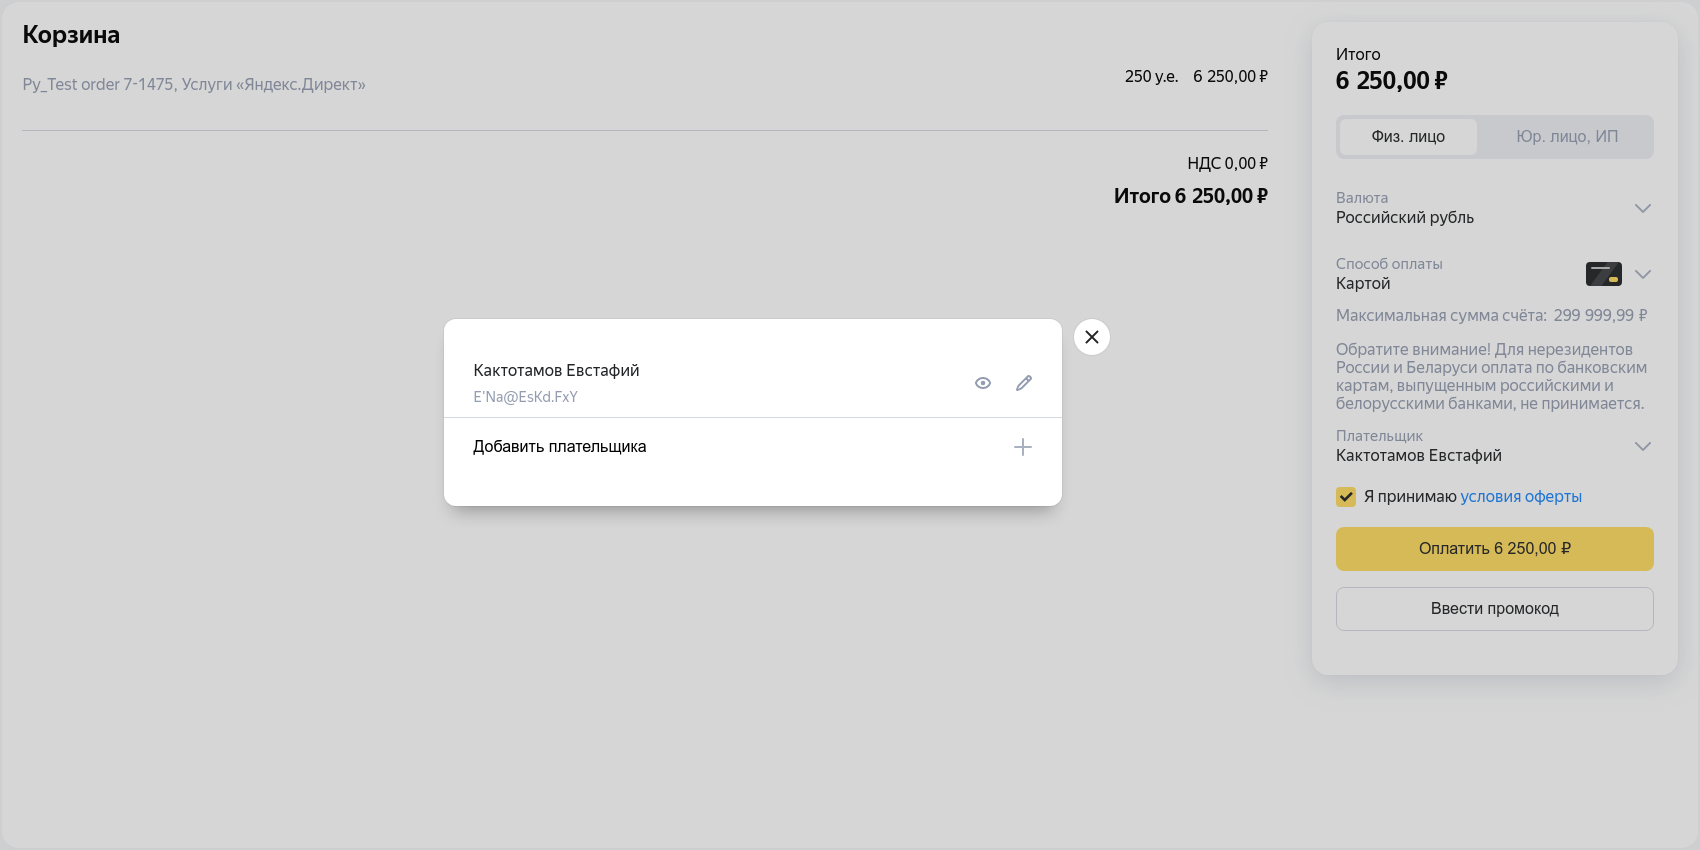 Корзина
Py_Test order 7-1475, Услуги «Яндекс.Директ»
250 у.е. 6 250,00 ₽
НДС 0,00 ₽
Итого 6 250,00 ₽
Кактотамов Евстафий
E'Na@EsKd.FxY
Добавить плательщика
Итого
6 250,00 ₽
Физ. лицо
Юр. лицо, ИП
Валюта
Российский рубль
Способ оплаты
Картой
Максимальная сумма счёта: 299 999,99 ₽
Обратите внимание! Для нерезидентов
России и Беларуси оплата по банковским
картам, выпущенным российскими и
белорусскими банками, не принимается.
Плательщик
Кактотамов Евстафий
Я принимаю условия оферты
Оплатить 6 250,00 ₽
Ввести промокод